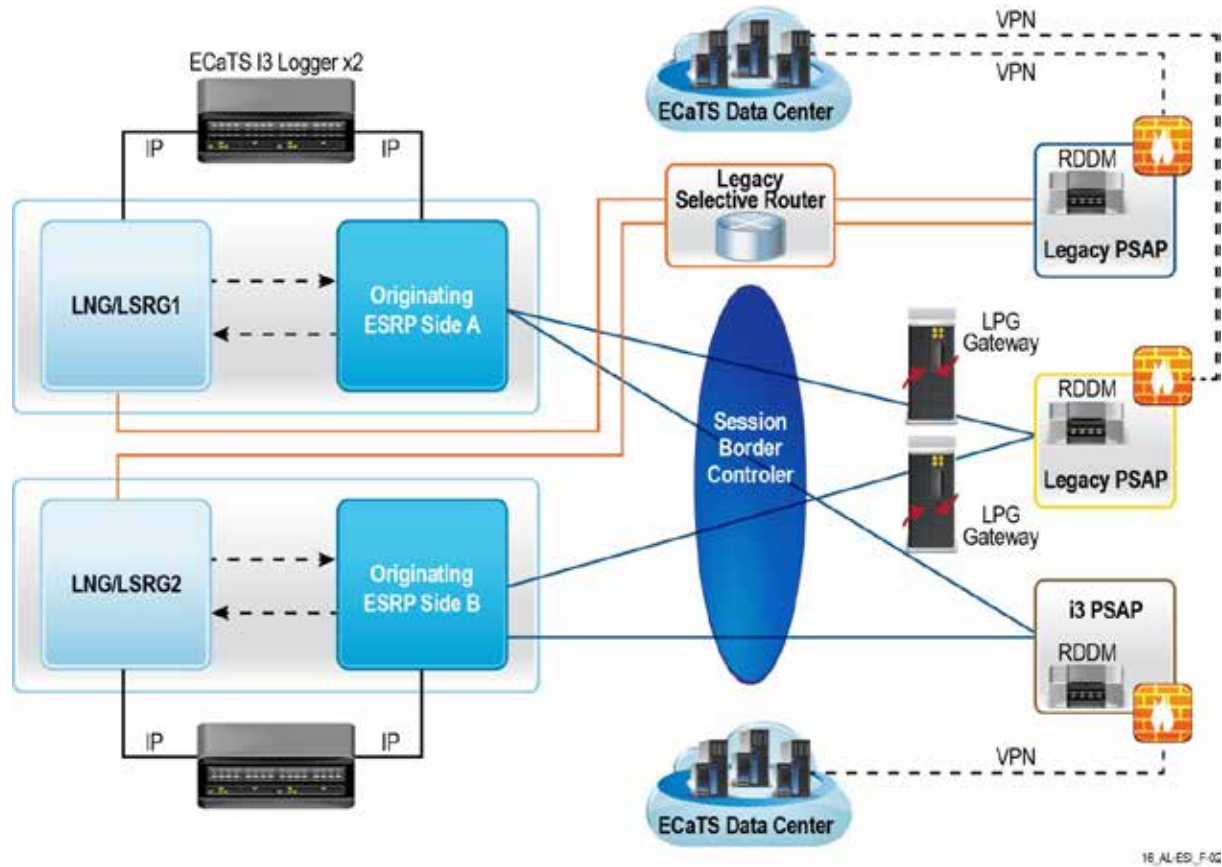 VPN
ECaTS I3 Logger x2
VPN
ECaTS Data Center
IP
IP
RDDM
Legacy
Selective Router
Legacy PSAP
LNG/LSRG1
Originating
ESRP Side A
LPG
Gateway
RDDM
Session
Border
Controler
Legacy PSAP
LPG
Gateway
LNG/LSRG2
Originating
ESRP Side B
i3 PSAP
RDDM
IP
IP
VPN
ECaTS Data Center